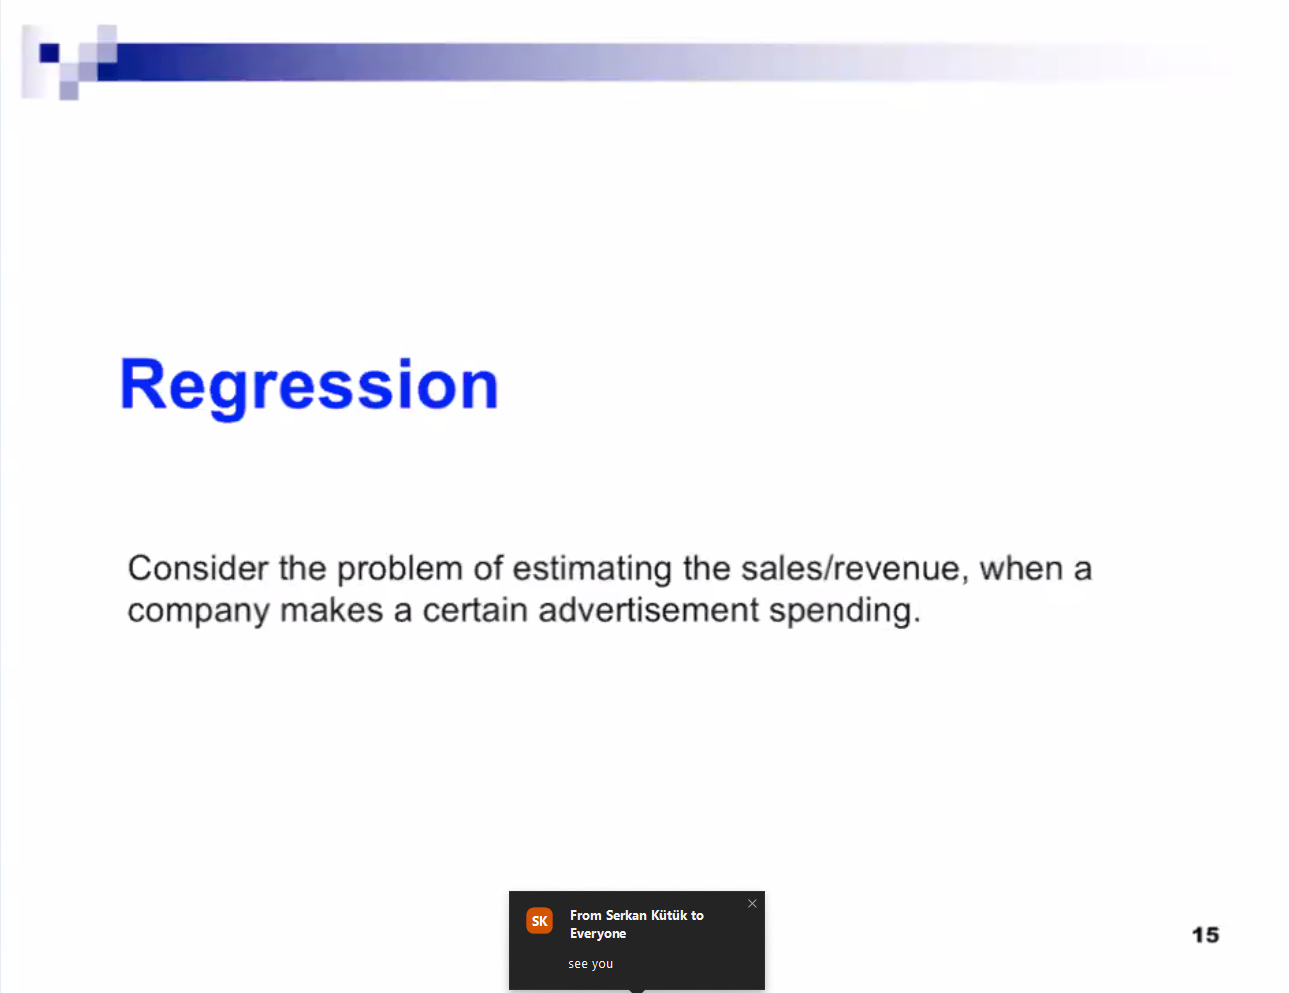 Regression
Consider the problem of estimating the sales/revenue, when a
company makes a certain advertisement spending.
SK
From Serkan Kütük to
Everyone
see you
15